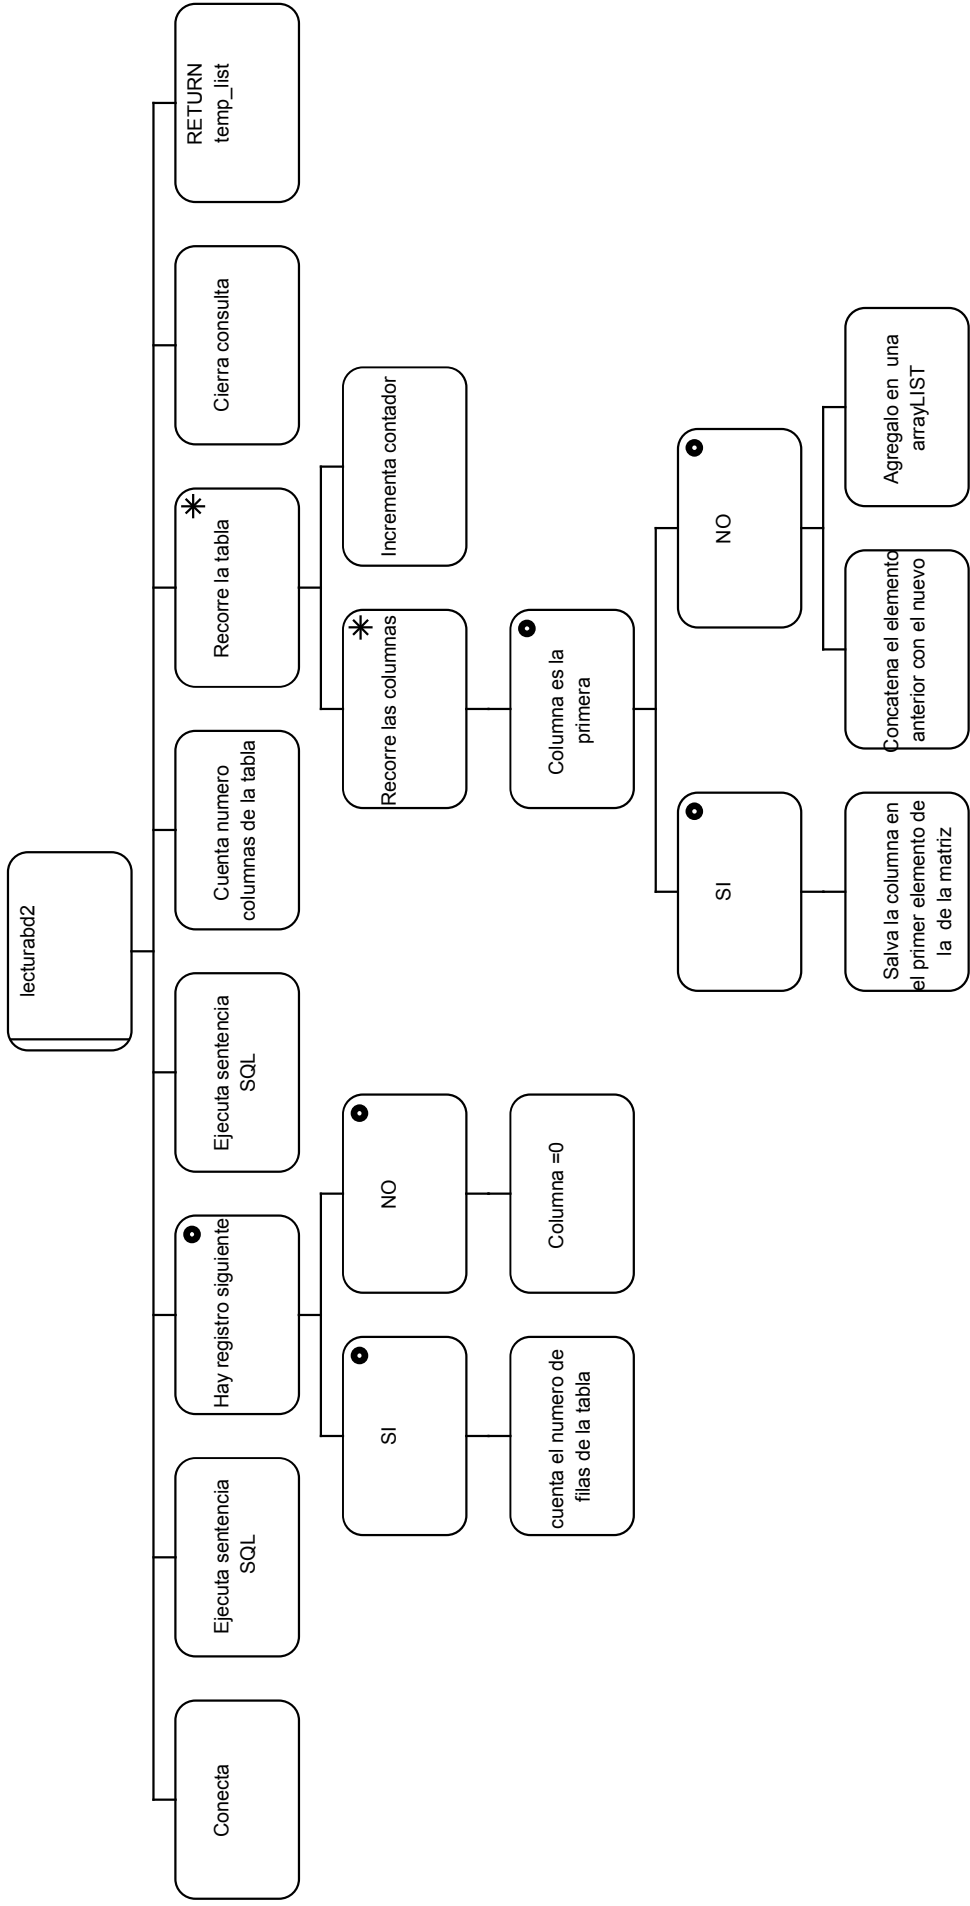 lecturabd2
Conecta
Ejecuta sentencia
SQL
Hay registro siguiente
Ejecuta sentencia
SQL
Cuenta numero
columnas de la tabla
Recorre la tabla
Cierra consulta
RETURN
temp_list
SI
NO
Recorre las columnas
Incrementa contador
cuenta el numero de
filas de la tabla
Columna =0
Columna es la
primera
SI
NO
Salva la columna en
el primer elemento de
la de la matriz
Concatena el elemento
anterior con el nuevo
Agregalo en una
arrayLIST